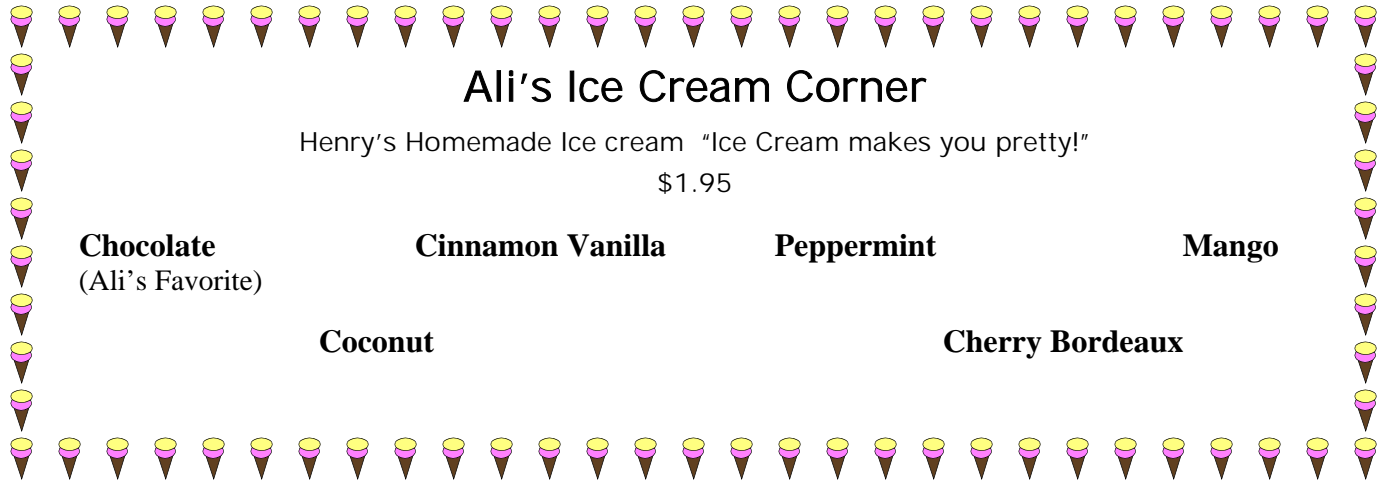 Ali's Ice Cream Corner
Henry's Homemade Ice cream "Ice Cream makes you pretty!"
$1.95
Chocolate Cinnamon Vanilla Peppermint Mango
(Ali's Favorite)
Coconut Cherry Bordeaux